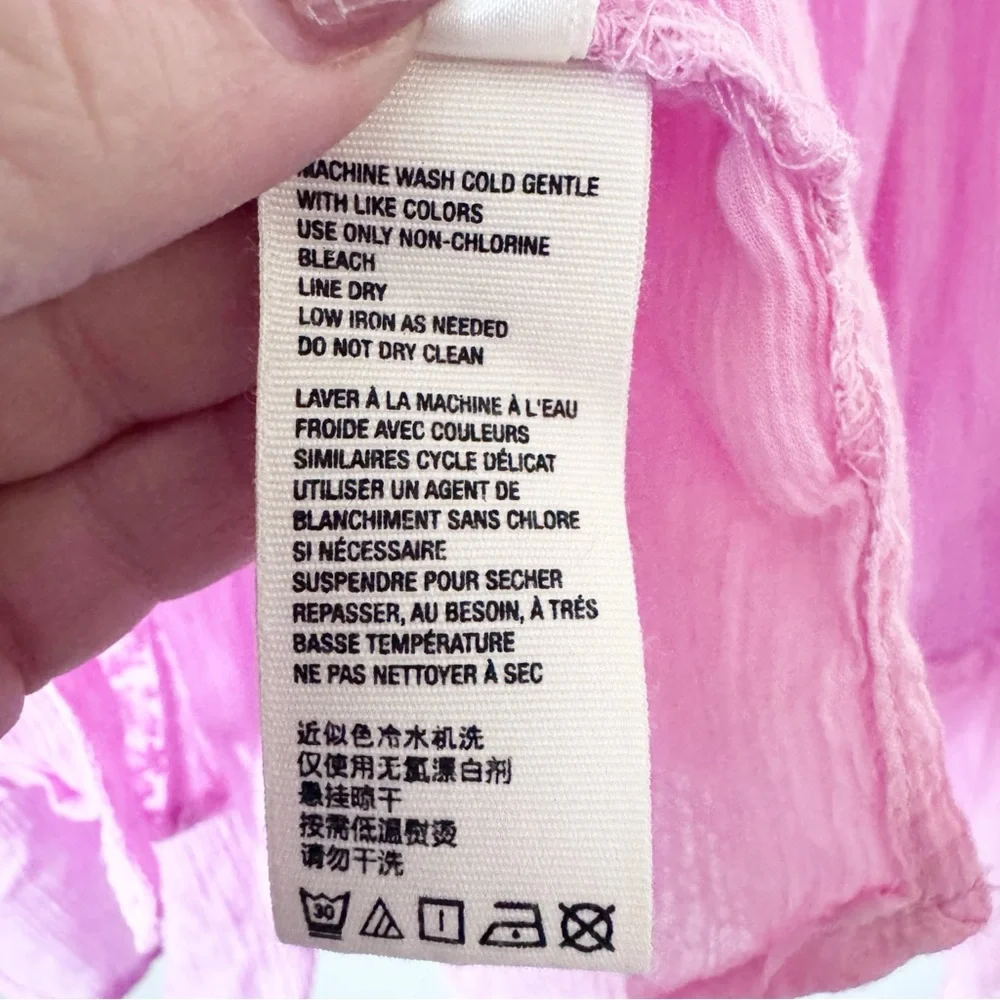 MACHINE WASH COLD GENTLE
WITH LIKE COLORS
USE ONLY NON-CHLORINE
BLEACH
LINE DRY
LOW IRON AS NEEDED
DO NOT DRY CLEAN
LAVER À LA MACHINE À L'EAU
FROIDE AVEC COULEURS
SIMILAIRES CYCLE DÉLICAT
UTILISER UN AGENT DE
BLANCHIMENT SANS CHLORE
SI NÉCESSAIRE
SUSPENDRE POUR SECHER
REPASSER, AU BESOIN, À TRÉS
BASSE TEMPÉRATURE
NE PAS NETTOYER À SEC
近似色冷水机洗
仅使用无氯漂白剂
悬挂晾干
按需低温熨烫
请勿干洗
30